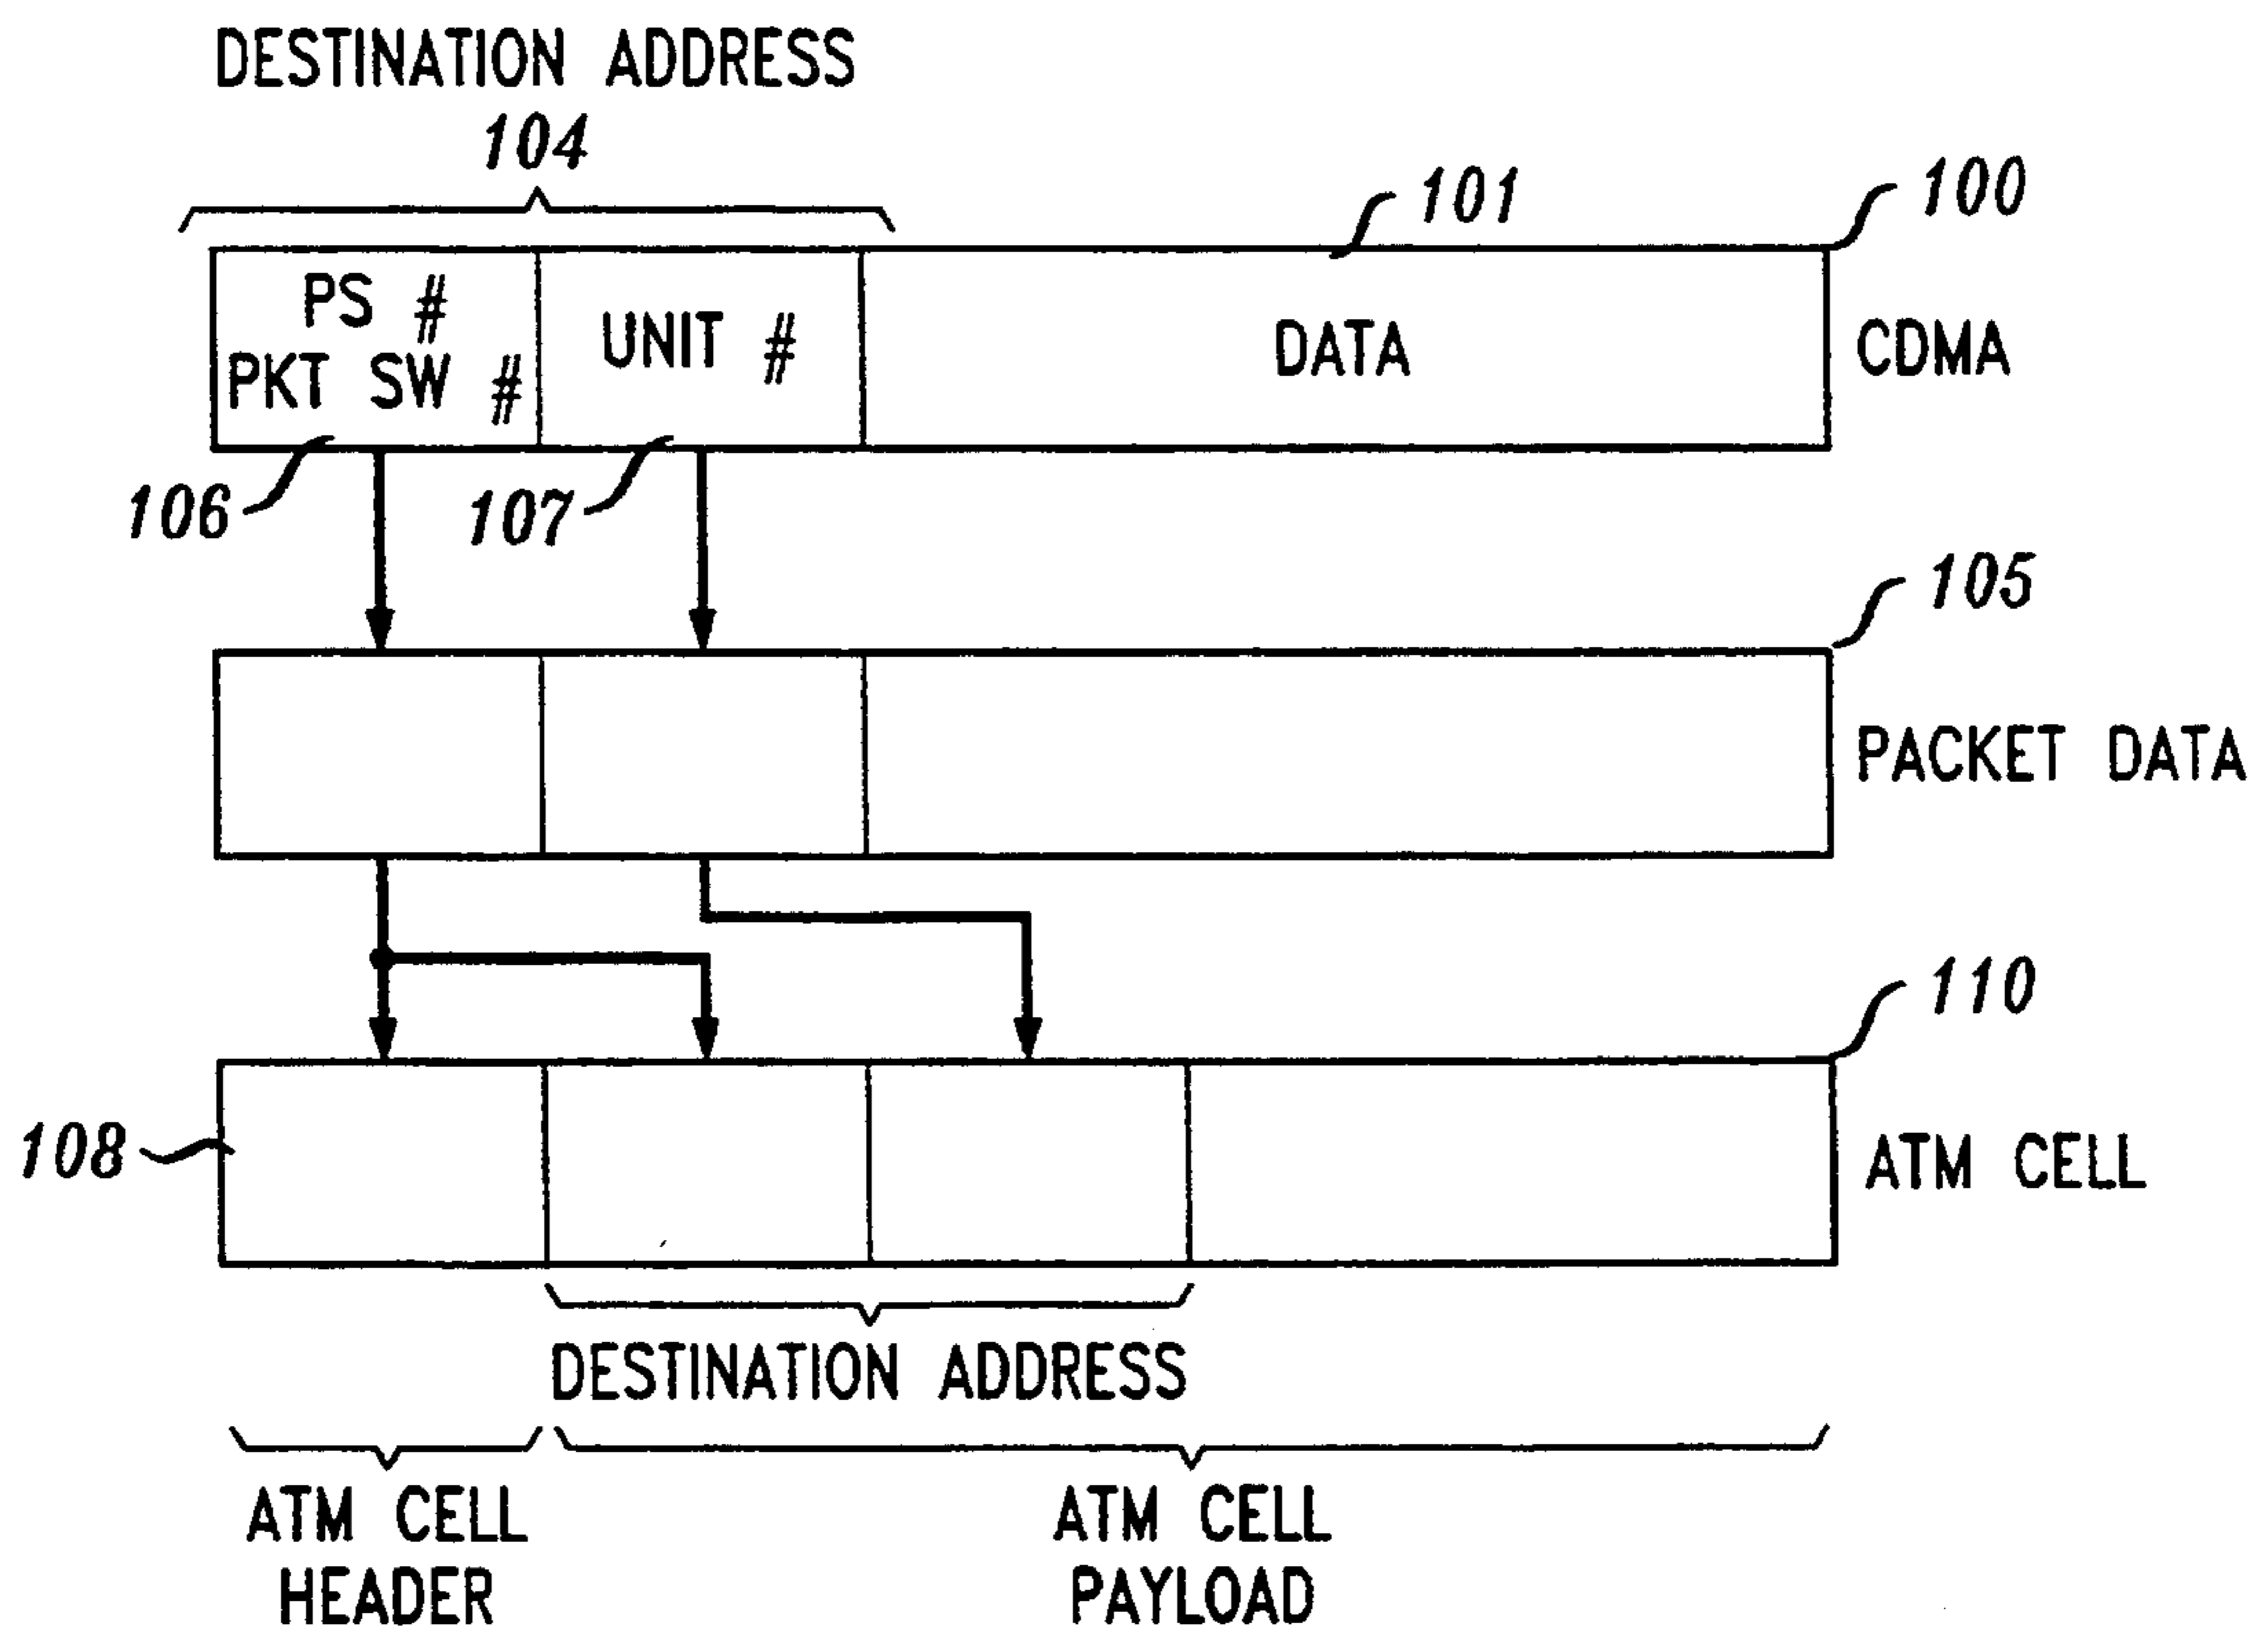 DESTINATION ADDRESS
104
101
100
PS #
PKT SW #
UNIT #
DATA
CDMA
106
107
105
PACKET DATA
110
108
ATM CELL
DESTINATION ADDRESS
ATM CELL
HEADER
ATM CELL
PAYLOAD